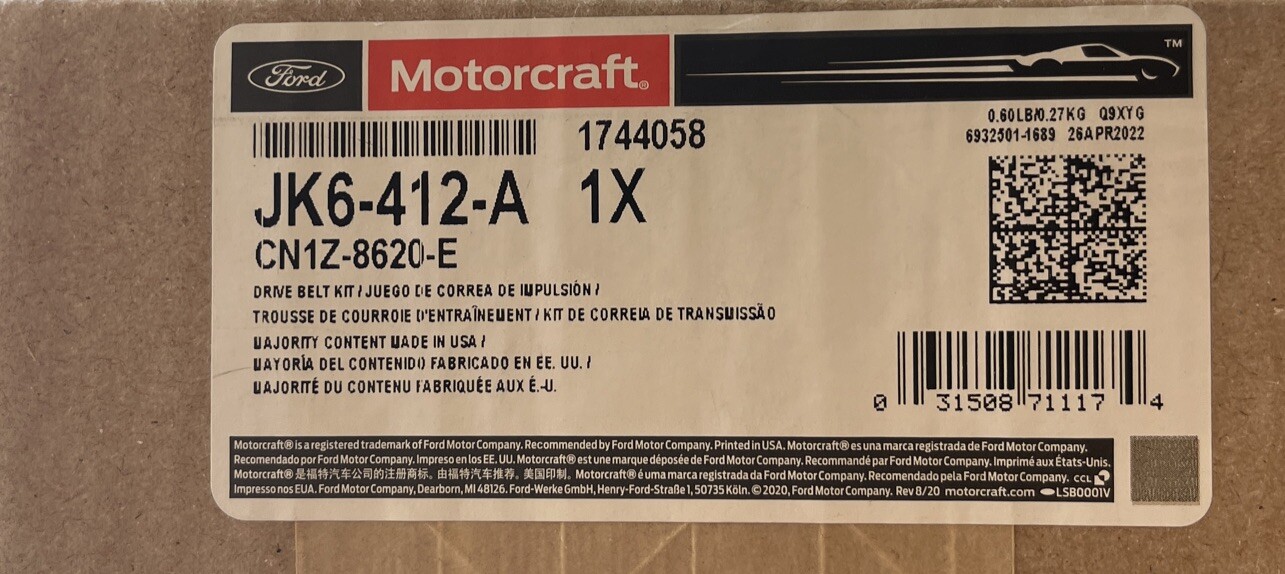 Ford Motorcraft® TM
1744058
0.60LB/0.27KG Q9XYG
6932501-1689 26APR2022
JK6-412-A 1X
CN1Z-8620-E
DRIVE BELT KIT / JUEGO DE CORREA DE IMPULSIÓN /
TROUSSE DE COURROIE D'ENTRAÎNEMENT / KIT DE CORREIA DE TRANSMISSÃO
MAJORITY CONTENT MADE IN USA /
MAYORÍA DEL CONTENIDO FABRICADO EN EE. UU. /
MAJORITÉ DU CONTENU FABRIQUÉE AUX É.-U.
0 31508 71117 4
Motorcraft® is a registered trademark of Ford Motor Company. Recommended by Ford Motor Company. Printed in USA. Motorcraft® es una marca registrada de Ford Motor Company.
Recomendado por Ford Motor Company. Impreso en los EE. UU. Motorcraft® est une marque déposée de Ford Motor Company. Recommandé par Ford Motor Company. Imprimé aux États-Unis.
Motorcraft® 是福特汽车公司的注册商标。由福特汽车推荐。美国印制。Motorcraft® é uma marca registrada da Ford Motor Company. Recomendado pela Ford Motor Company. CCL
Impresso nos EUA. Ford Motor Company, Dearborn, MI 48126. Ford-Werke GmbH, Henry-Ford-Straße 1, 50735 Köln. © 2020, Ford Motor Company. Rev 8/20 motorcraft.com LSB0001V